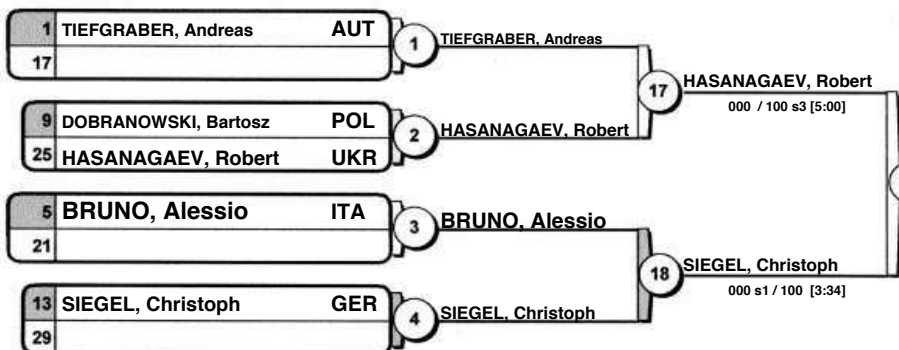 1 TIEFGRABER, Andreas AUT
17
1
TIEFGRABER, Andreas
9 DOBRANOWSKI, Bartosz POL
25 HASANAGAEV, Robert UKR
2
HASANAGAEV, Robert
17
HASANAGAEV, Robert
000 / 100 s3 [5:00]
5 BRUNO, Alessio ITA
21
3
BRUNO, Alessio
13 SIEGEL, Christoph GER
29
4
SIEGEL, Christoph
18
SIEGEL, Christoph
000 s1 / 100 [3:34]